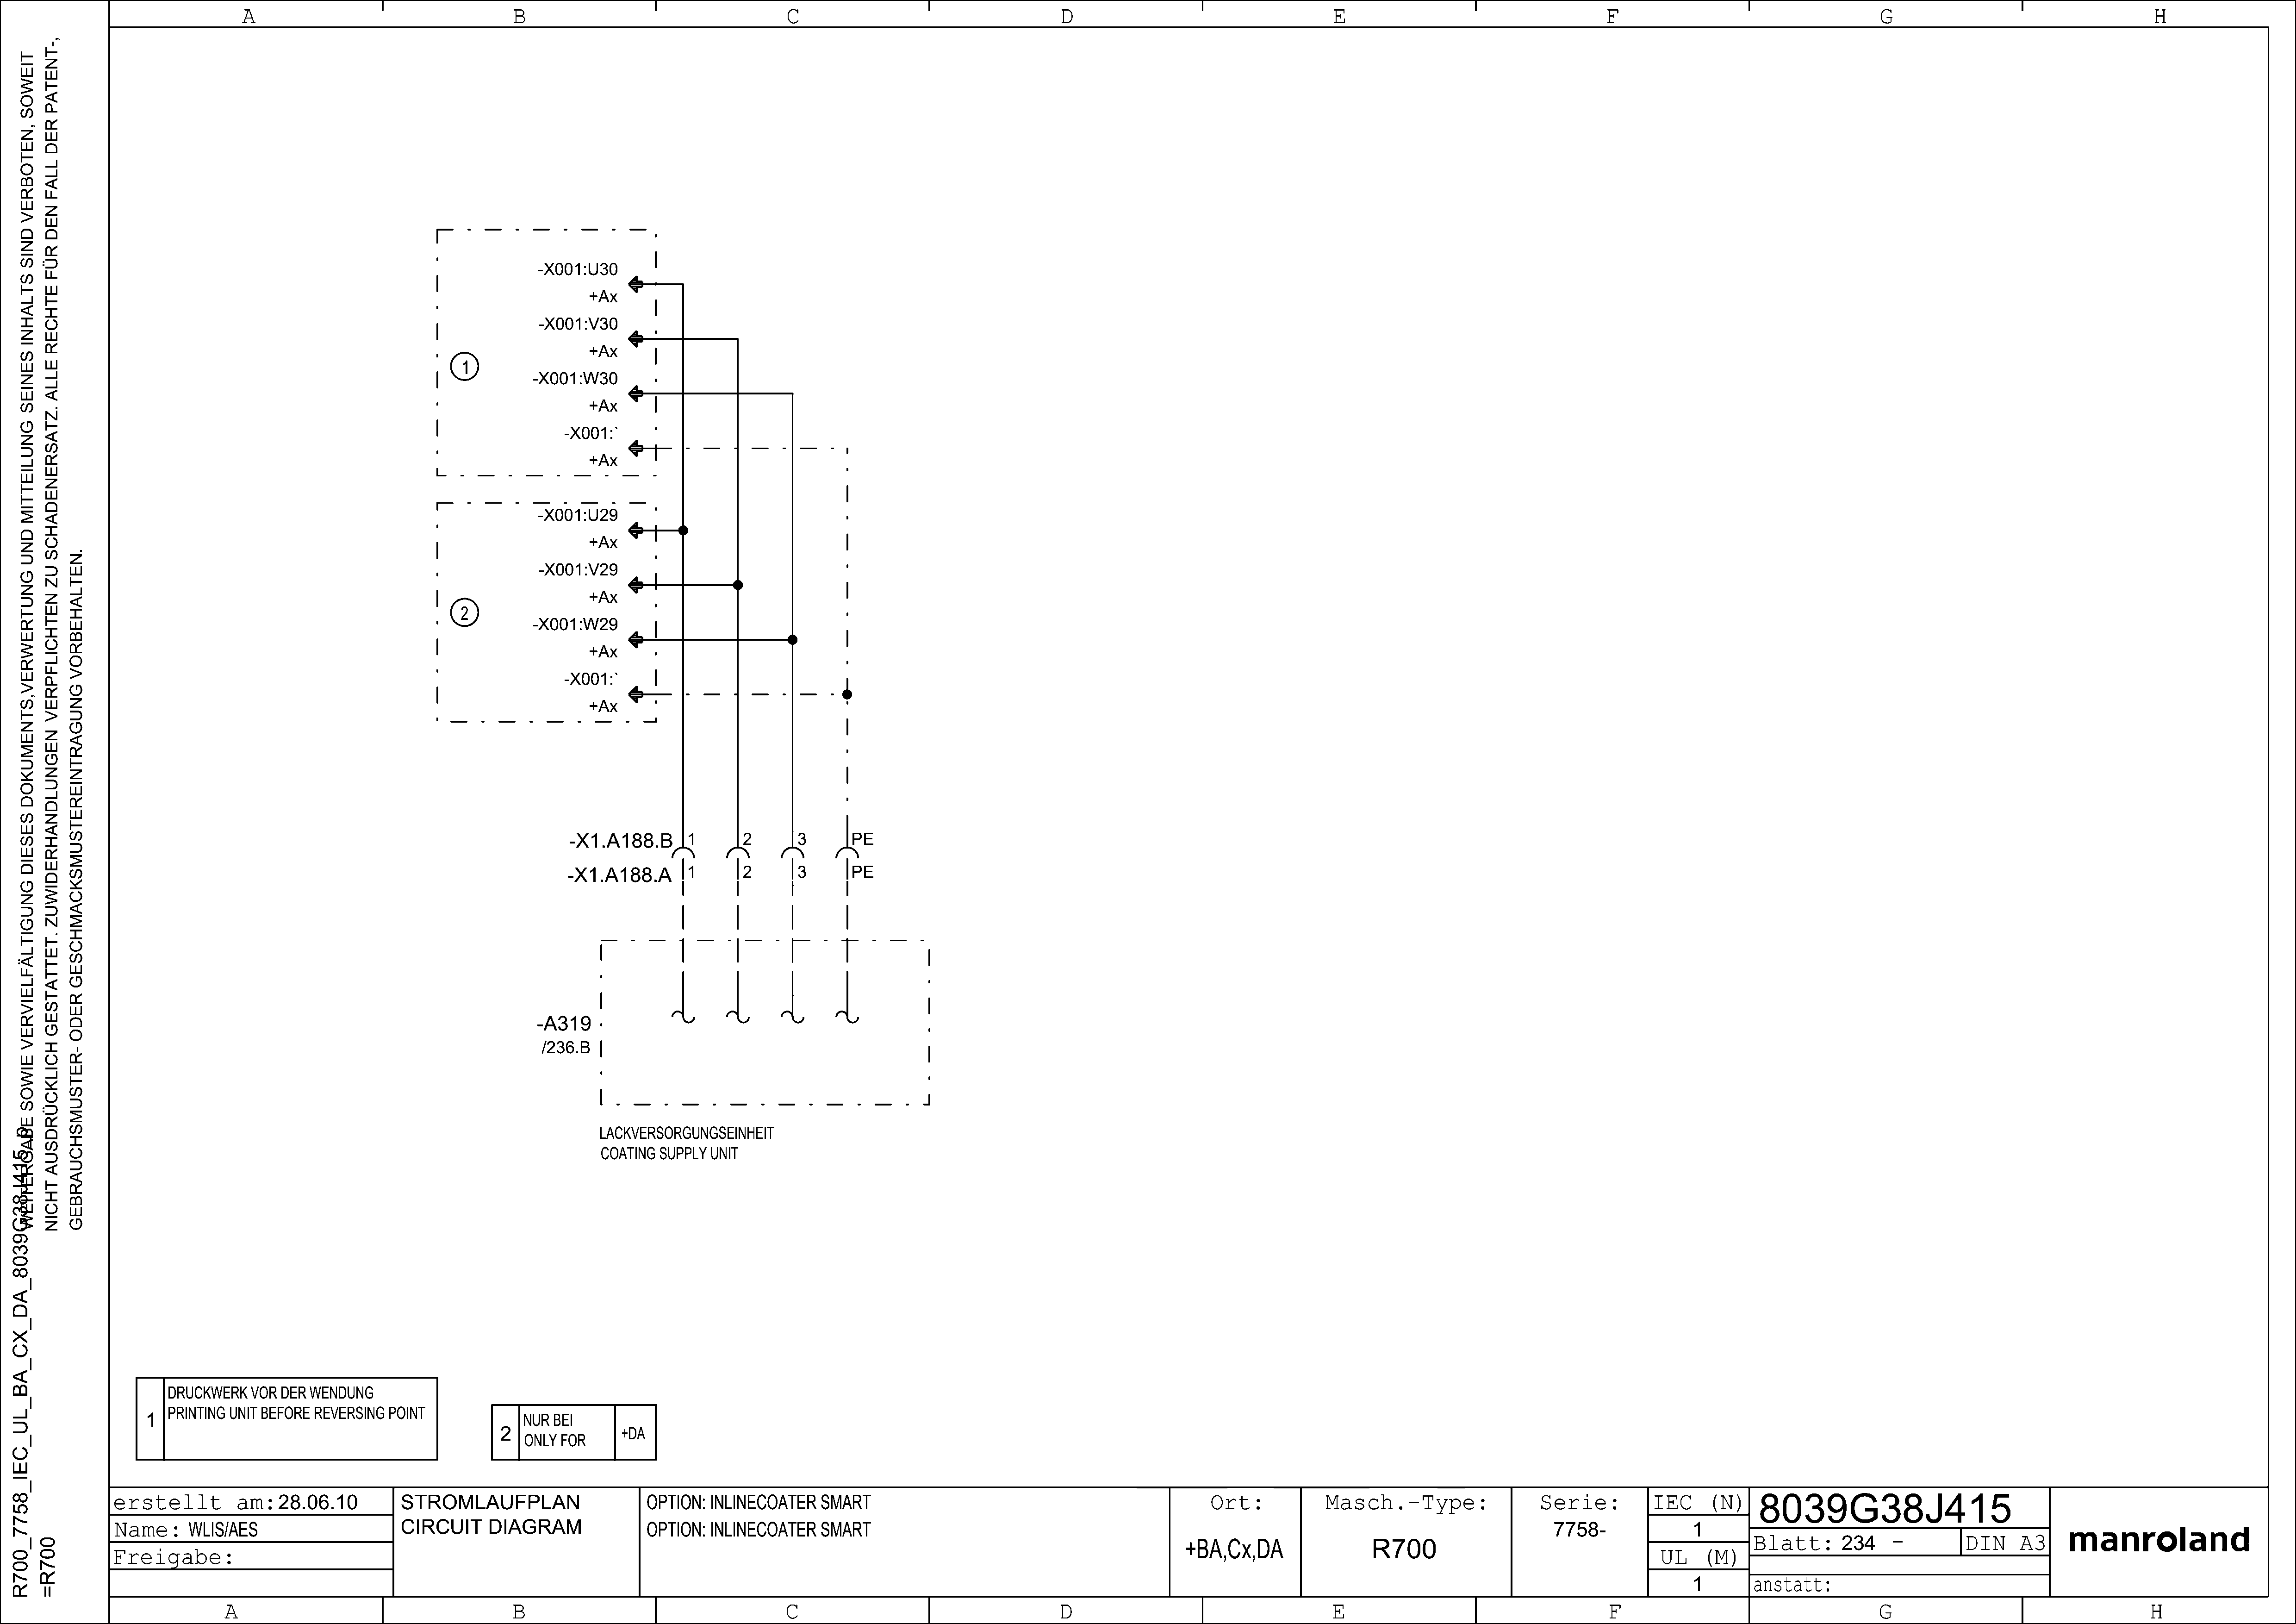 A B C D E F G H
WEITERGABE SOWIE VERVIELFÄLTIGUNG DIESES DOKUMENTS,VERWERTUNG UND MITTEILUNG SEINES INHALTS SIND VERBOTEN, SOWEIT
NICHT AUSDRÜCKLICH GESTATTET. ZUWIDERHANDLUNGEN VERPFLICHTEN ZU SCHADENERSATZ. ALLE RECHTE FÜR DEN FALL DER PATENT-,
GEBRAUCHSMUSTER- ODER GESCHMACKSMUSTEREINTRAGUNG VORBEHALTEN.
R700_7758_IEC_UL_BA_CX_DA_8039G38J415_p
=R700
-X001:U30
+Ax
-X001:V30
+Ax
1
-X001:W30
+Ax
-X001:`
+Ax
-X001:U29
+Ax
-X001:V29
+Ax
2
-X001:W29
+Ax
-X001:`
+Ax
-X1.A188.B 1 2 3 PE
-X1.A188.A 1 2 3 PE
-A319
/236.B
LACKVERSORGUNGSEINHEIT
COATING SUPPLY UNIT
1
DRUCKWERK VOR DER WENDUNG
PRINTING UNIT BEFORE REVERSING POINT
2
NUR BEI
ONLY FOR
+DA
erstellt am: 28.06.10
Name: WLIS/AES
Freigabe:
STROMLAUFPLAN
CIRCUIT DIAGRAM
OPTION: INLINECOATER SMART
OPTION: INLINECOATER SMART
Ort:
+BA,Cx,DA
Masch.-Type:
R700
Serie:
7758-
IEC (N)
1
UL (M)
1
8039G38J415
Blatt: 234 -
DIN A3
anstatt:
manroland
A B C D E F G H